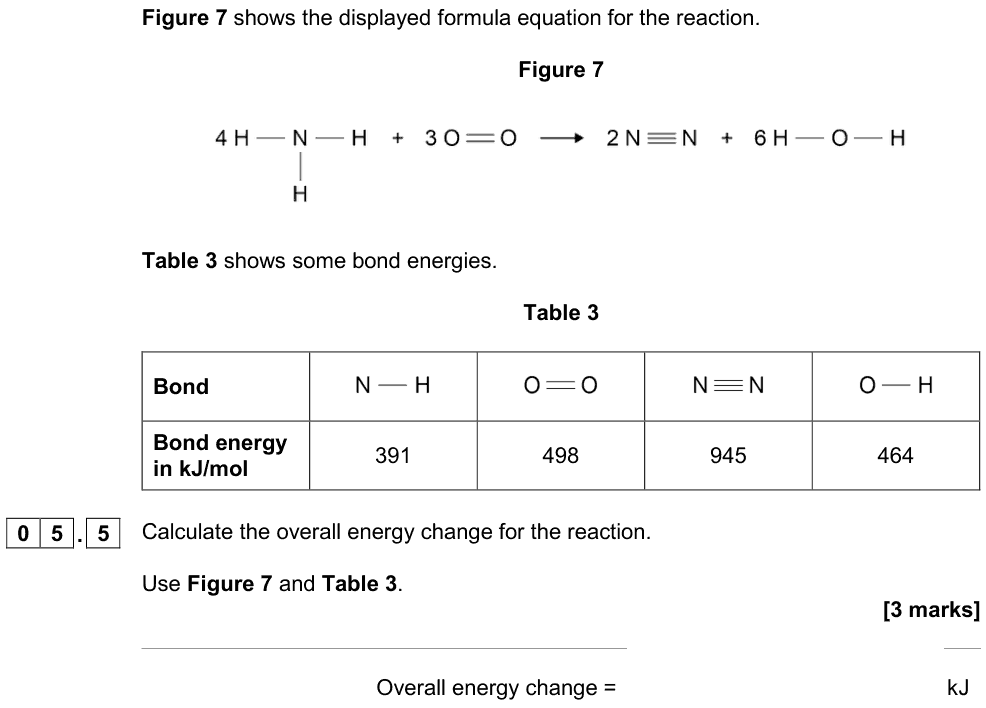 Figure 7 shows the displayed formula equation for the reaction.
Figure 7
4 H — N — H + 3 O = O ⟶ 2 N ≡ N + 6 H — O — H
|
H
Table 3 shows some bond energies.
Table 3
Bond N — H O = O N ≡ N O — H
Bond energy in kJ/mol 391 498 945 464
0 5 . 5 Calculate the overall energy change for the reaction.
Use Figure 7 and Table 3.
[3 marks]
Overall energy change = kJ